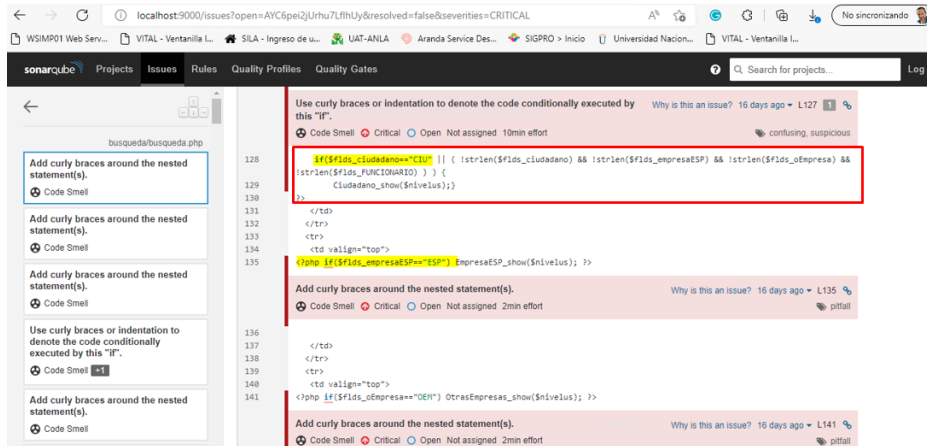 localhost:9000/issues?open=AYC6pei2jUrhu7LflhUy&resolved=false&severities=CRITICAL
No sincronizando
WSIMP01 Web Serv... VITAL - Ventanilla I... SILA - Ingreso de u... UAT-ANLA Aranda Service Des... SIGPRO > Inicio Universidad Nacion... VITAL - Ventanilla I...
sonarqube Projects Issues Rules Quality Profiles Quality Gates Search for projects... Log
busqueda/busqueda.php
Add curly braces around the nested
statement(s).
Code Smell
Add curly braces around the nested
statement(s).
Code Smell
Add curly braces around the nested
statement(s).
Code Smell
Use curly braces or indentation to
denote the code conditionally
executed by this "if".
Code Smell +1
Add curly braces around the nested
statement(s).
Code Smell
Use curly braces or indentation to denote the code conditionally executed by Why is this an issue? 16 days ago L127 1
this "if".
Code Smell Critical Open Not assigned 10min effort confusing, suspicious
128 if($flds_ciudadano=="CIU" || ( !strlen($flds_ciudadano) && !strlen($flds_empresaESP) && !strlen($flds_oEmpresa) &&
!strlen($flds_FUNCIONARIO) ) ) {
129 Ciudadano_show($nivelus);}
130 ?>
131 </td>
132 </tr>
133 <tr>
134 <td valign="top">
135 <?php if($flds_empresaESP=="ESP") EmpresaESP_show($nivelus); ?>
Add curly braces around the nested statement(s). Why is this an issue? 16 days ago L135
Code Smell Critical Open Not assigned 2min effort pitfall
136
137 </td>
138 </tr>
139 <tr>
140 <td valign="top">
141 <?php if($flds_oEmpresa=="OEM") OtrasEmpresas_show($nivelus); ?>
Add curly braces around the nested statement(s). Why is this an issue? 16 days ago L141
Code Smell Critical Open Not assigned 2min effort pitfall